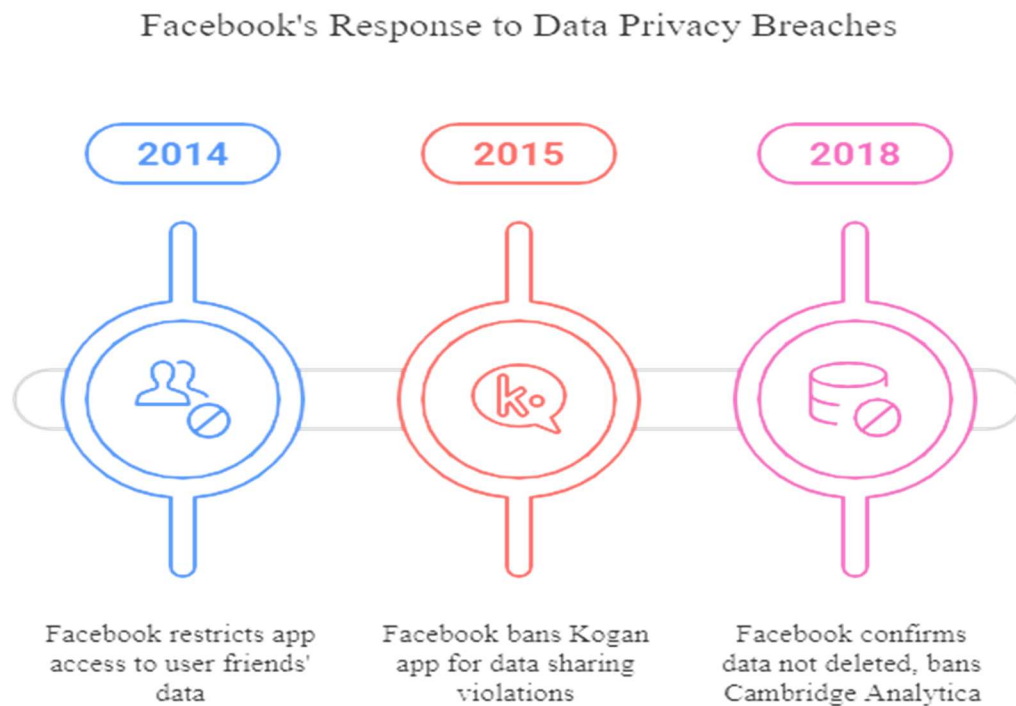 Facebook's Response to Data Privacy Breaches
2014
2015
2018
k.
Facebook restricts app
access to user friends'
data
Facebook bans Kogan
app for data sharing
violations
Facebook confirms
data not deleted, bans
Cambridge Analytica